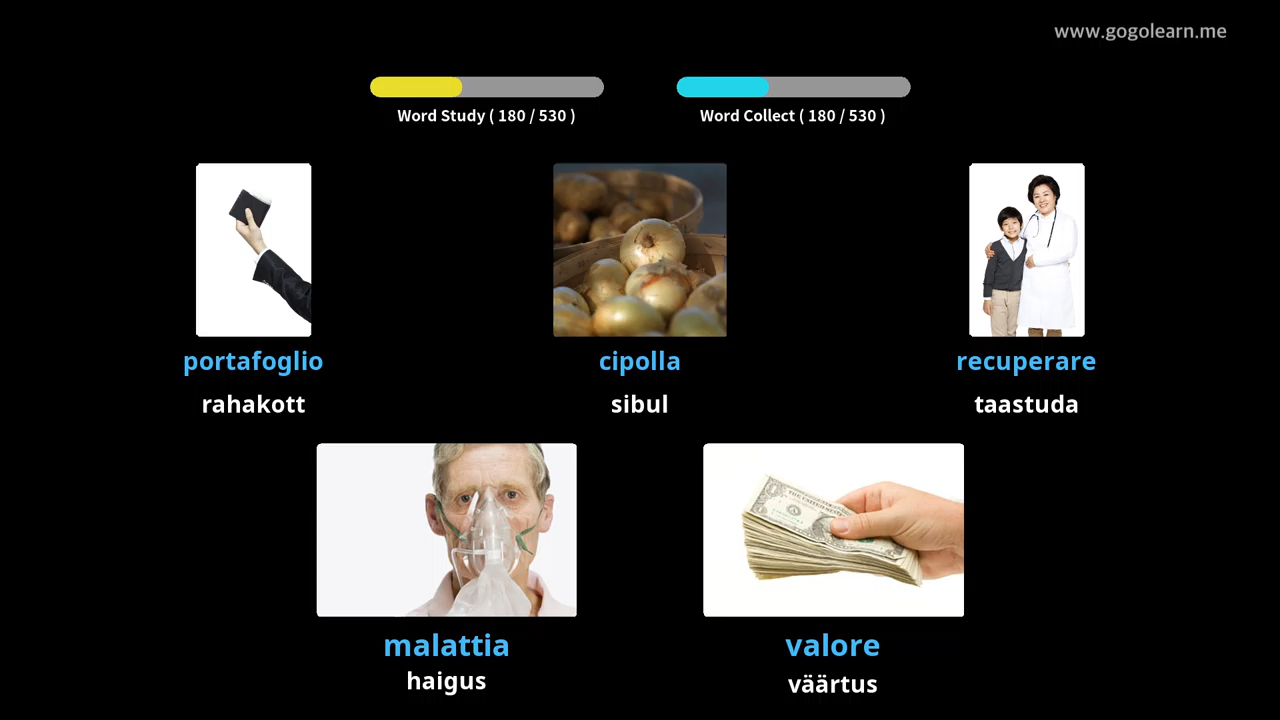 www.gogolearn.me
Word Study ( 180 / 530 )
Word Collect ( 180 / 530 )
portafoglio
rahakott
cipolla
sibul
recuperare
taastuda
malattia
haigus
valore
väärtus